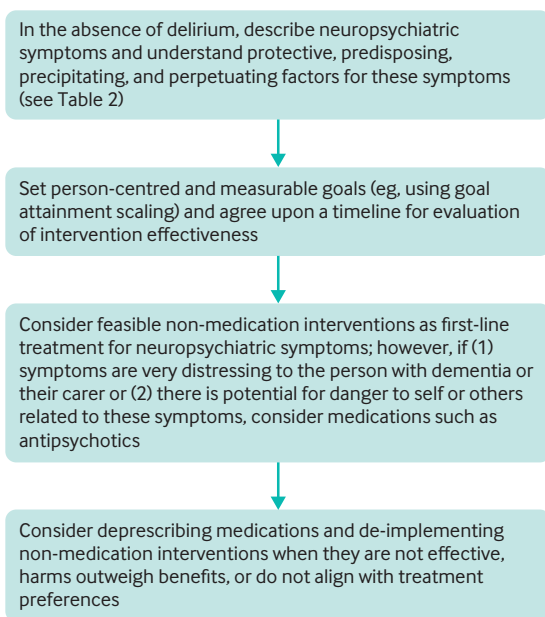 In the absence of delirium, describe neuropsychiatric
symptoms and understand protective, predisposing,
precipitating, and perpetuating factors for these symptoms
(see Table 2)
Set person-centred and measurable goals (eg, using goal
attainment scaling) and agree upon a timeline for evaluation
of intervention effectiveness
Consider feasible non-medication interventions as first-line
treatment for neuropsychiatric symptoms; however, if (1)
symptoms are very distressing to the person with dementia or
their carer or (2) there is potential for danger to self or others
related to these symptoms, consider medications such as
antipsychotics
Consider deprescribing medications and de-implementing
non-medication interventions when they are not effective,
harms outweigh benefits, or do not align with treatment
preferences